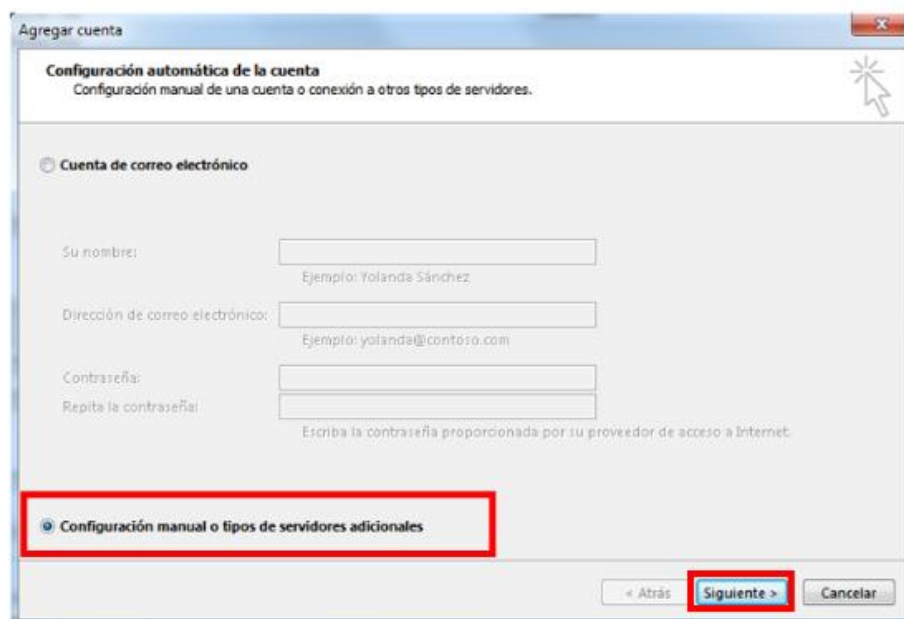 Agregar cuenta
Configuración automática de la cuenta
Configuración manual de una cuenta o conexión a otros tipos de servidores.
Cuenta de correo electrónico
Su nombre:
Ejemplo: Yolanda Sánchez
Dirección de correo electrónico:
Ejemplo: yolanda@contoso.com
Contraseña:
Repita la contraseña:
Escriba la contraseña proporcionada por su proveedor de acceso a Internet.
Configuración manual o tipos de servidores adicionales
< Atrás Siguiente > Cancelar